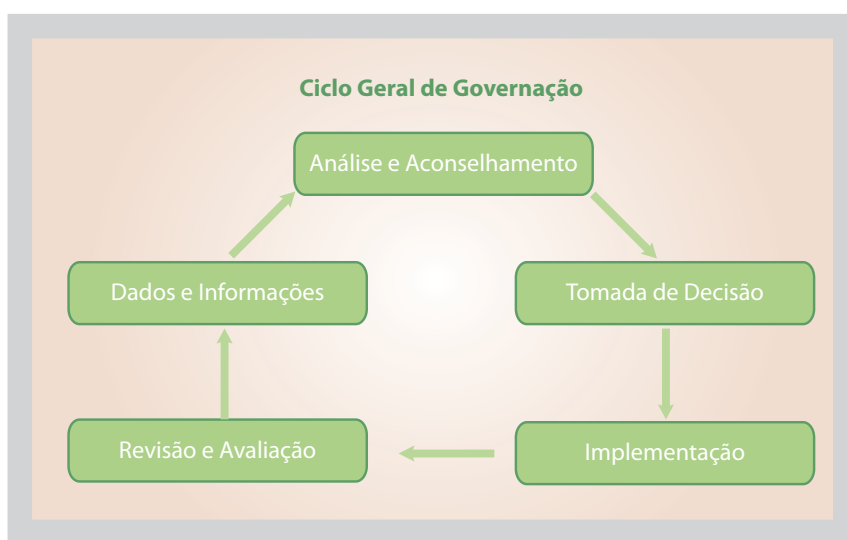 Ciclo Geral de Governação
Análise e Aconselhamento
Dados e Informações
Tomada de Decisão
Revisão e Avaliação
Implementação